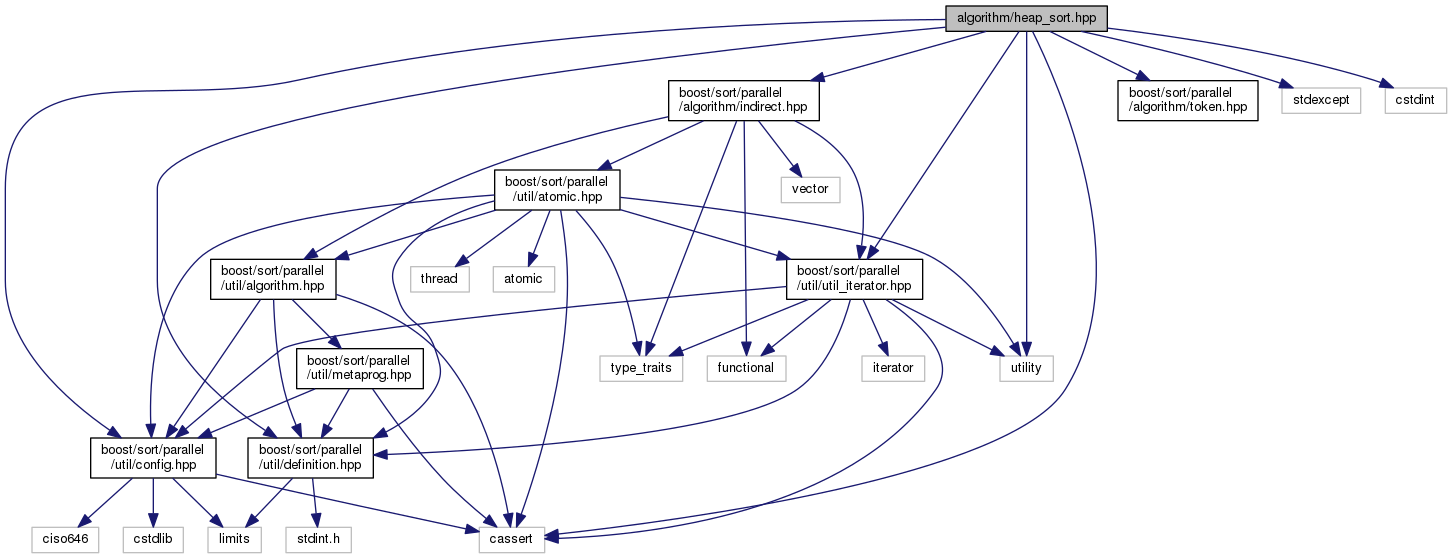 algorithm/heap_sort.hpp
boost/sort/parallel
/algorithm/indirect.hpp
boost/sort/parallel
/algorithm/token.hpp
stdexcept
cstdint
boost/sort/parallel
/util/atomic.hpp
vector
boost/sort/parallel
/util/algorithm.hpp
thread
atomic
boost/sort/parallel
/util/util_iterator.hpp
boost/sort/parallel
/util/metaprog.hpp
type_traits
functional
iterator
utility
boost/sort/parallel
/util/config.hpp
boost/sort/parallel
/util/definition.hpp
ciso646
cstdlib
limits
stdint.h
cassert